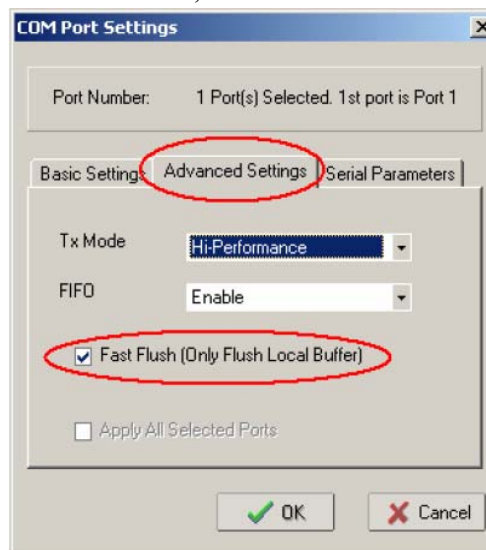 COM Port Settings
Port Number: 1 Port(s) Selected. 1st port is Port 1
Basic Settings Advanced Settings Serial Parameters
Tx Mode Hi-Performance
FIFO Enable
Fast Flush (Only Flush Local Buffer)
Apply All Selected Ports
OK Cancel